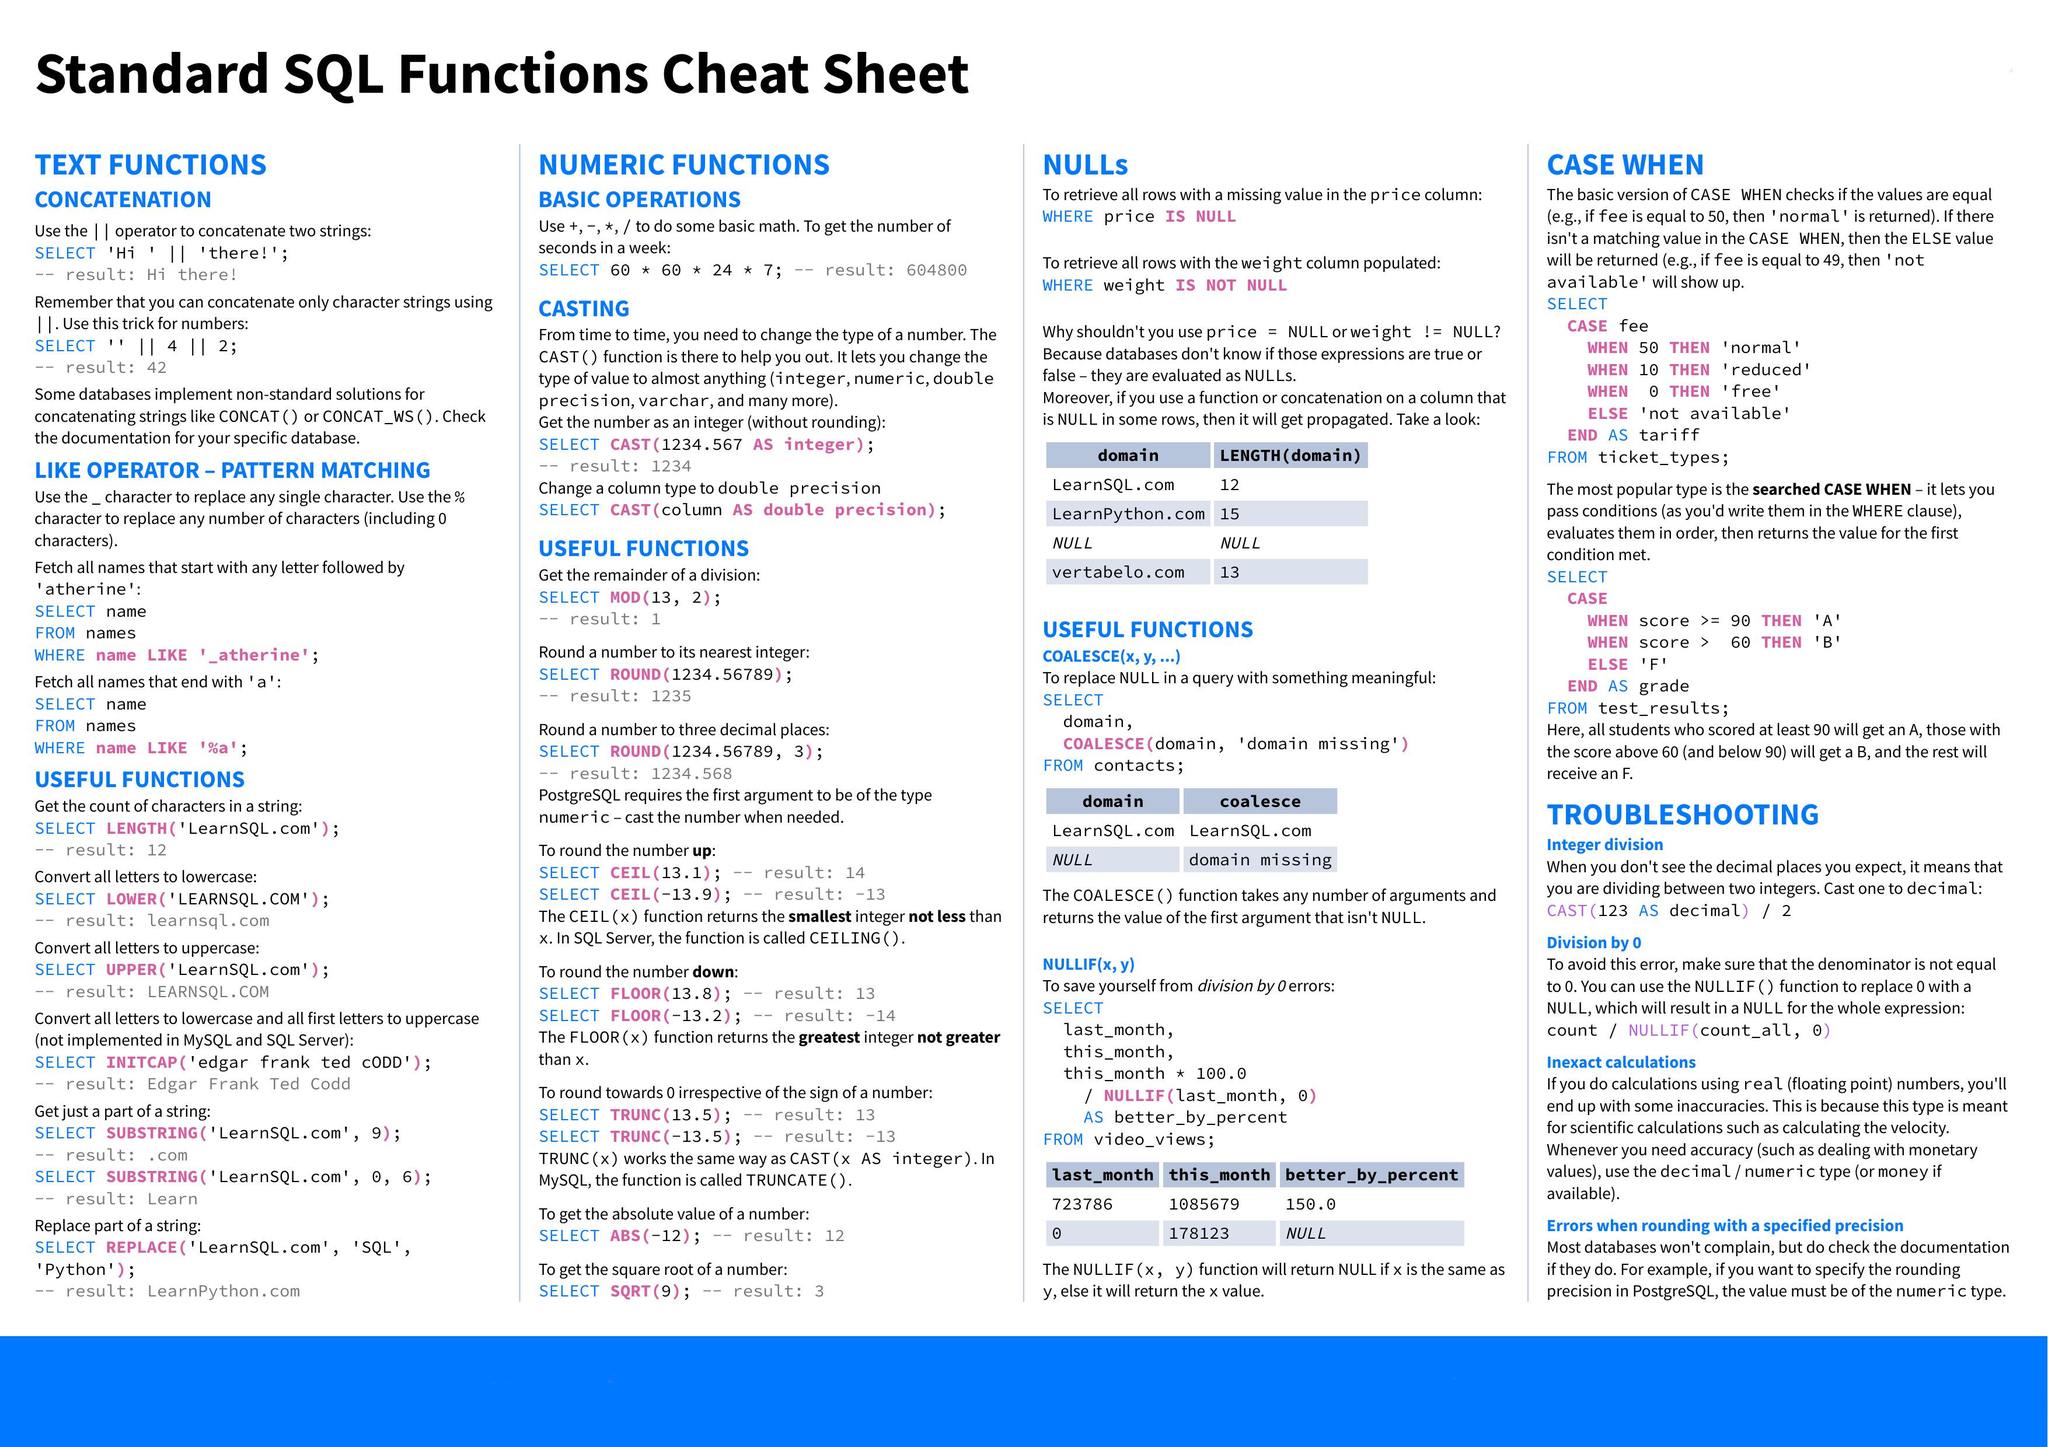 Standard SQL Functions Cheat Sheet
TEXT FUNCTIONS
CONCATENATION
Use the || operator to concatenate two strings:
SELECT 'Hi ' || 'there!';
-- result: Hi there!
Remember that you can concatenate only character strings using
||. Use this trick for numbers:
SELECT '' || 4 || 2;
-- result: 42
Some databases implement non-standard solutions for
concatenating strings like CONCAT() or CONCAT_WS(). Check
the documentation for your specific database.
LIKE OPERATOR – PATTERN MATCHING
Use the _ character to replace any single character. Use the %
character to replace any number of characters (including 0
characters).
Fetch all names that start with any letter followed by
'atherine':
SELECT name
FROM names
WHERE name LIKE '_atherine';
Fetch all names that end with 'a':
SELECT name
FROM names
WHERE name LIKE '%a';
USEFUL FUNCTIONS
Get the count of characters in a string:
SELECT LENGTH('LearnSQL.com');
-- result: 12
Convert all letters to lowercase:
SELECT LOWER('LEARNSQL.COM');
-- result: learnsql.com
Convert all letters to uppercase:
SELECT UPPER('LearnSQL.com');
-- result: LEARNSQL.COM
Convert all letters to lowercase and all first letters to uppercase
(not implemented in MySQL and SQL Server):
SELECT INITCAP('edgar frank ted cODD');
-- result: Edgar Frank Ted Codd
Get just a part of a string:
SELECT SUBSTRING('LearnSQL.com', 9);
-- result: .com
SELECT SUBSTRING('LearnSQL.com', 0, 6);
-- result: Learn
Replace part of a string:
SELECT REPLACE('LearnSQL.com', 'SQL',
'Python');
-- result: LearnPython.com
NUMERIC FUNCTIONS
BASIC OPERATIONS
Use +, -, *, / to do some basic math. To get the number of
seconds in a week:
SELECT 60 * 60 * 24 * 7; -- result: 604800
CASTING
From time to time, you need to change the type of a number. The
CAST() function is there to help you out. It lets you change the
type of value to almost anything (integer, numeric, double
precision, varchar, and many more).
Get the number as an integer (without rounding):
SELECT CAST(1234.567 AS integer);
-- result: 1234
Change a column type to double precision
SELECT CAST(column AS double precision);
USEFUL FUNCTIONS
Get the remainder of a division:
SELECT MOD(13, 2);
-- result: 1
Round a number to its nearest integer:
SELECT ROUND(1234.56789);
-- result: 1235
Round a number to three decimal places:
SELECT ROUND(1234.56789, 3);
-- result: 1234.568
PostgreSQL requires the first argument to be of the type
numeric – cast the number when needed.
To round the number up:
SELECT CEIL(13.1); -- result: 14
SELECT CEIL(-13.9); -- result: -13
The CEIL(x) function returns the smallest integer not less than
x. In SQL Server, the function is called CEILING().
To round the number down:
SELECT FLOOR(13.8); -- result: 13
SELECT FLOOR(-13.2); -- result: -14
The FLOOR(x) function returns the greatest integer not greater
than x.
To round towards 0 irrespective of the sign of a number:
SELECT TRUNC(13.5); -- result: 13
SELECT TRUNC(-13.5); -- result: -13
TRUNC(x) works the same way as CAST(x AS integer). In
MySQL, the function is called TRUNCATE().
To get the absolute value of a number:
SELECT ABS(-12); -- result: 12
To get the square root of a number:
SELECT SQRT(9); -- result: 3
NULLs
To retrieve all rows with a missing value in the price column:
WHERE price IS NULL
To retrieve all rows with the weight column populated:
WHERE weight IS NOT NULL
Why shouldn't you use price = NULL or weight != NULL?
Because databases don't know if those expressions are true or
false – they are evaluated as NULLs.
Moreover, if you use a function or concatenation on a column that
is NULL in some rows, then it will get propagated. Take a look:
domain LENGTH(domain)
LearnSQL.com 12
LearnPython.com 15
NULL NULL
vertabelo.com 13
USEFUL FUNCTIONS
COALESCE(x, y, ...)
To replace NULL in a query with something meaningful:
SELECT
domain,
COALESCE(domain, 'domain missing')
FROM contacts;
domain coalesce
LearnSQL.com LearnSQL.com
NULL domain missing
The COALESCE() function takes any number of arguments and
returns the value of the first argument that isn't NULL.
NULLIF(x, y)
To save yourself from division by 0 errors:
SELECT
last_month,
this_month,
this_month * 100.0
/ NULLIF(last_month, 0)
AS better_by_percent
FROM video_views;
last_month this_month better_by_percent
723786 1085679 150.0
0 178123 NULL
The NULLIF(x, y) function will return NULL if x is the same as
y, else it will return the x value.
CASE WHEN
The basic version of CASE WHEN checks if the values are equal
(e.g., if fee is equal to 50, then 'normal' is returned). If there
isn't a matching value in the CASE WHEN, then the ELSE value
will be returned (e.g., if fee is equal to 49, then 'not
available' will show up.
SELECT
CASE fee
WHEN 50 THEN 'normal'
WHEN 10 THEN 'reduced'
WHEN 0 THEN 'free'
ELSE 'not available'
END AS tariff
FROM ticket_types;
The most popular type is the searched CASE WHEN – it lets you
pass conditions (as you'd write them in the WHERE clause),
evaluates them in order, then returns the value for the first
condition met.
SELECT
CASE
WHEN score >= 90 THEN 'A'
WHEN score > 60 THEN 'B'
ELSE 'F'
END AS grade
FROM test_results;
Here, all students who scored at least 90 will get an A, those with
the score above 60 (and below 90) will get a B, and the rest will
receive an F.
TROUBLESHOOTING
Integer division
When you don't see the decimal places you expect, it means that
you are dividing between two integers. Cast one to decimal:
CAST(123 AS decimal) / 2
Division by 0
To avoid this error, make sure that the denominator is not equal
to 0. You can use the NULLIF() function to replace 0 with a
NULL, which will result in a NULL for the whole expression:
count / NULLIF(count_all, 0)
Inexact calculations
If you do calculations using real (floating point) numbers, you'll
end up with some inaccuracies. This is because this type is meant
for scientific calculations such as calculating the velocity.
Whenever you need accuracy (such as dealing with monetary
values), use the decimal / numeric type (or money if
available).
Errors when rounding with a specified precision
Most databases won't complain, but do check the documentation
if they do. For example, if you want to specify the rounding
precision in PostgreSQL, the value must be of the numeric type.